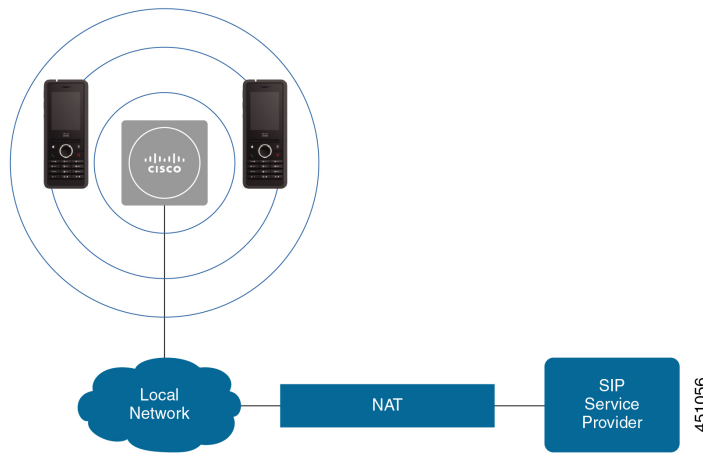 CISCO
Local
Network
NAT
SIP
Service
Provider
451056